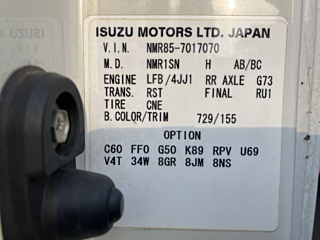 ISUZU MOTORS LTD. JAPAN
V.I.N. NMR85-7017070
M.D. NMR1SN H AB/BC
ENGINE LFB/4JJ1 RR AXLE G73
TRANS. RST FINAL RU1
TIRE CNE
B.COLOR/TRIM 729/155
OPTION
C60 FF0 G50 K89 RPV U69
V4T 34W 8GR 8JM 8NS